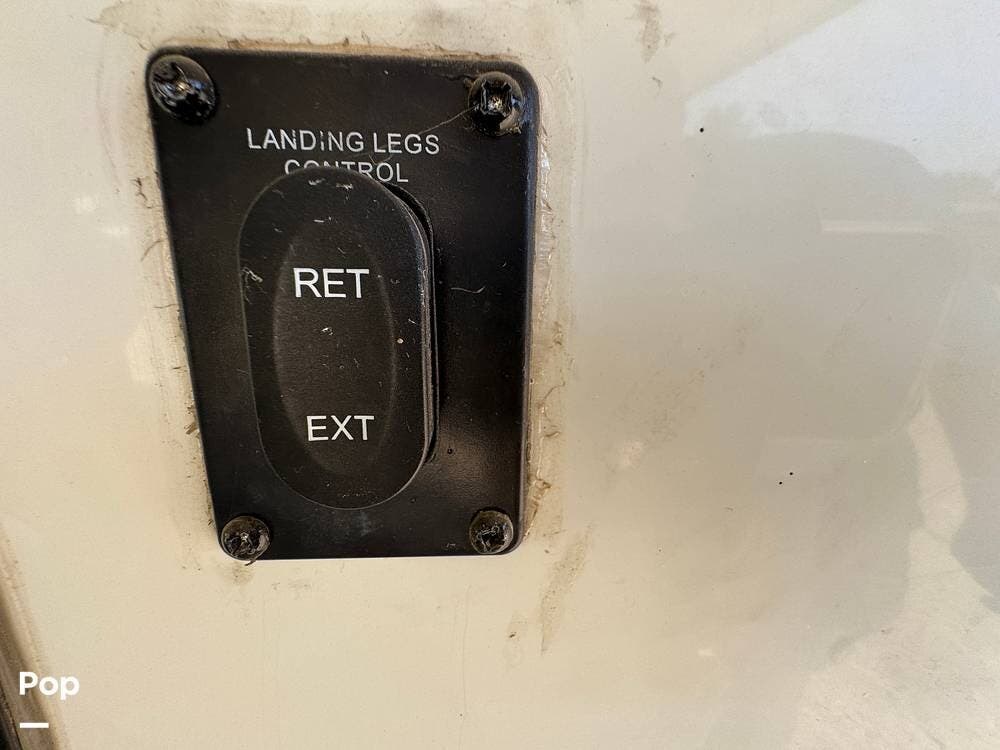 LANDING LEGS
CONTROL
RET
EXT
Pop